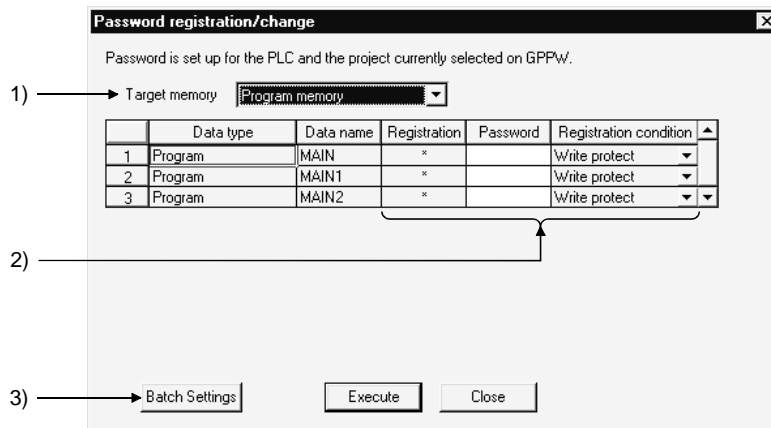 Password registration/change
Password is set up for the PLC and the project currently selected on GPPW.
1) Target memory Program memory
Data type Data name Registration Password Registration condition
1 Program MAIN * Write protect
2 Program MAIN1 * Write protect
3 Program MAIN2 * Write protect
2)
3) Batch Settings Execute Close